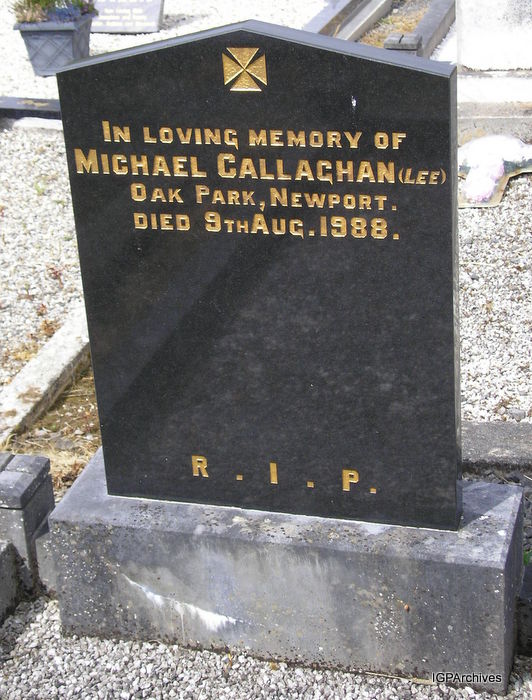 IN LOVING MEMORY OF
MICHAEL CALLAGHAN (LEE)
OAK PARK, NEWPORT.
DIED 9TH AUG. 1988.
R. I. P.
IGPArchives